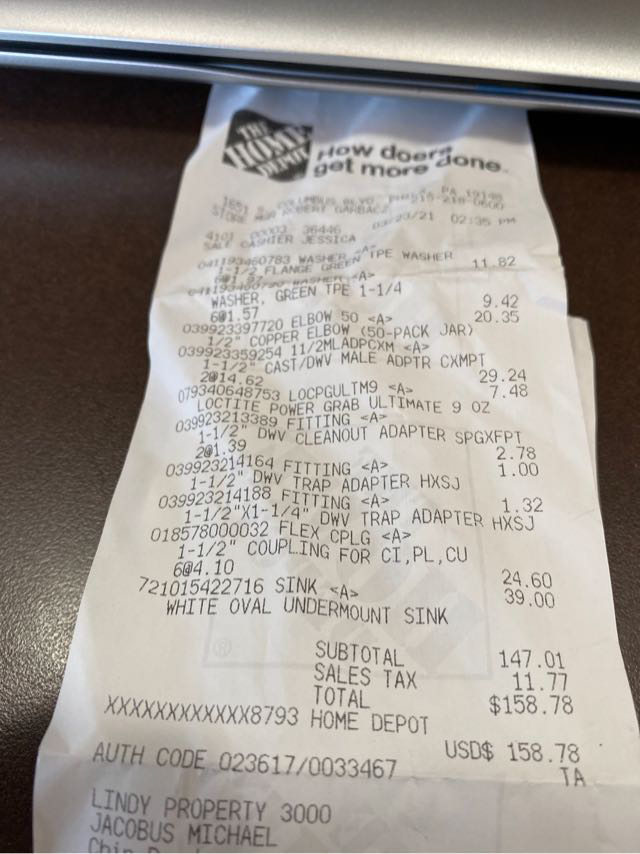 THE
HOME
DEPOT
How doers
get more done.
COLUMBUS BLVD PA 19148
STORE MGR ROBERT GARBACZ 215-218-0600
4101 00003 36446 03/23/21 02:35 PM
SALE CASHIER JESSICA
041193460783 WASHER <A>
1-1/2 FLANGE GREEN TPE WASHER
11.82
WASHER <A>
WASHER, GREEN TPE 1-1/4
6@1.57 9.42
039923397720 ELBOW 50 <A> 20.35
1/2" COPPER ELBOW (50-PACK JAR)
039923359254 11/2MLADPCXM <A>
1-1/2" CAST/DWV MALE ADPTR CXMPT
2@14.62 29.24
079340648753 LOCPGULTM9 <A> 7.48
LOCTITE POWER GRAB ULTIMATE 9 OZ
039923213389 FITTING <A>
1-1/2" DWV CLEANOUT ADAPTER SPGXFPT
2@1.39 2.78
039923214164 FITTING <A> 1.00
1-1/2" DWV TRAP ADAPTER HXSJ
039923214188 FITTING <A> 1.32
1-1/2"X1-1/4" DWV TRAP ADAPTER HXSJ
018578000032 FLEX CPLG <A>
1-1/2" COUPLING FOR CI,PL,CU
6@4.10 24.60
721015422716 SINK <A> 39.00
WHITE OVAL UNDERMOUNT SINK
SUBTOTAL 147.01
SALES TAX 11.77
TOTAL $158.78
XXXXXXXXXXXX8793 HOME DEPOT
USD$ 158.78
AUTH CODE 023617/0033467 TA
LINDY PROPERTY 3000
JACOBUS MICHAEL
Chip